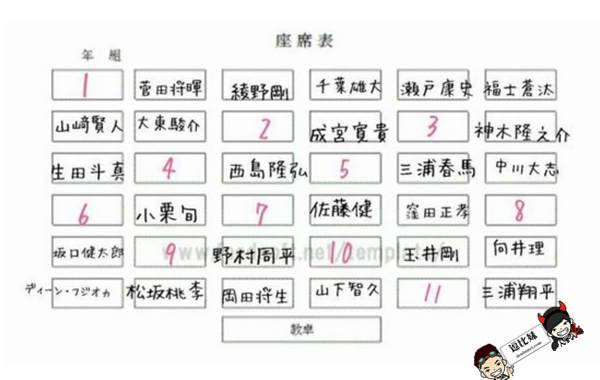 座席表
年 組
1 菅田将暉 綾野剛 千葉雄大 瀬戸康史 福士蒼汰
山﨑賢人 大東駿介 2 成宮寛貴 3 神木隆之介
生田斗真 4 西島隆弘 5 三浦春馬 中川大志
6 小栗旬 7 佐藤健 窪田正孝 8
坂口健太郎 9 野村周平 10 玉井剛 向井理
ディーン・フジオカ 松坂桃李 岡田将生 山下智久 11 三浦翔平
教卓
逗比妹